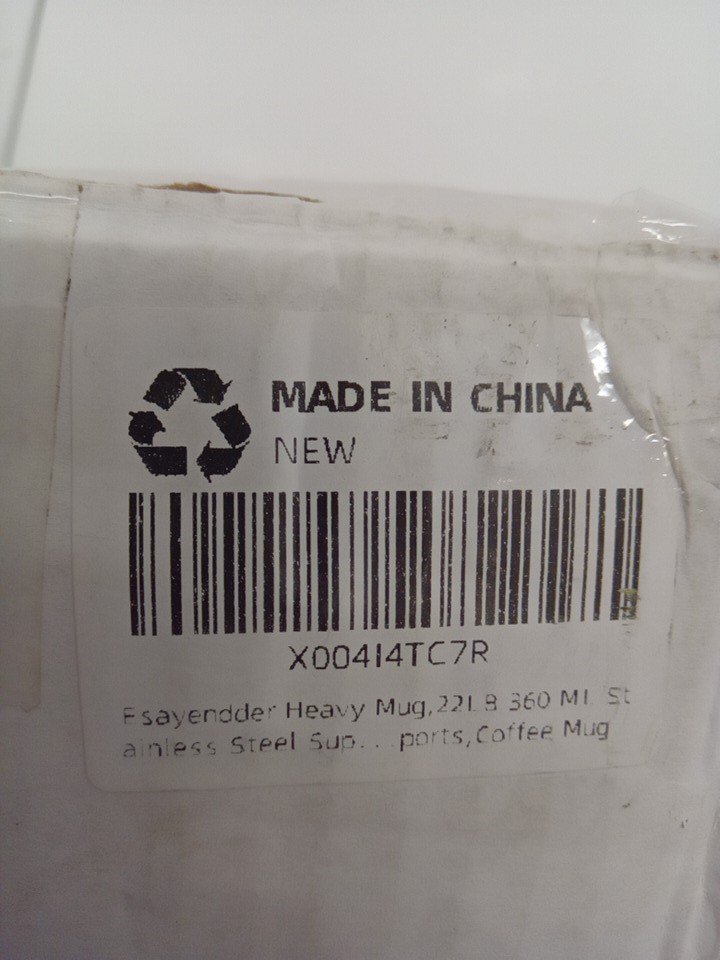 MADE IN CHINA
NEW
X004I4TC7R
Esayendder Heavy Mug,22LB 360 ML St
ainless Steel Sup... ports,Coffee Mug